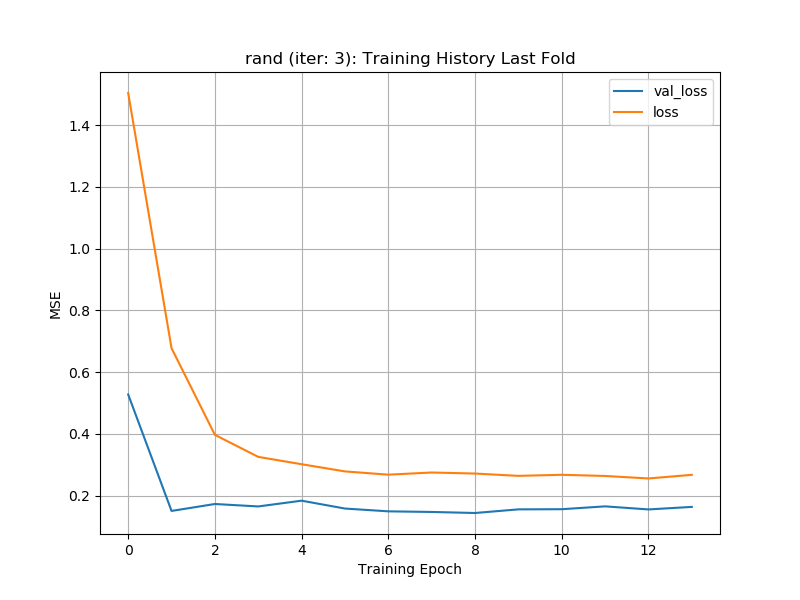 rand (iter: 3): Training History Last Fold
val_loss
loss
1.4
1.2
1.0
0.8
0.6
0.4
0.2
MSE
0 2 4 6 8 10 12
Training Epoch